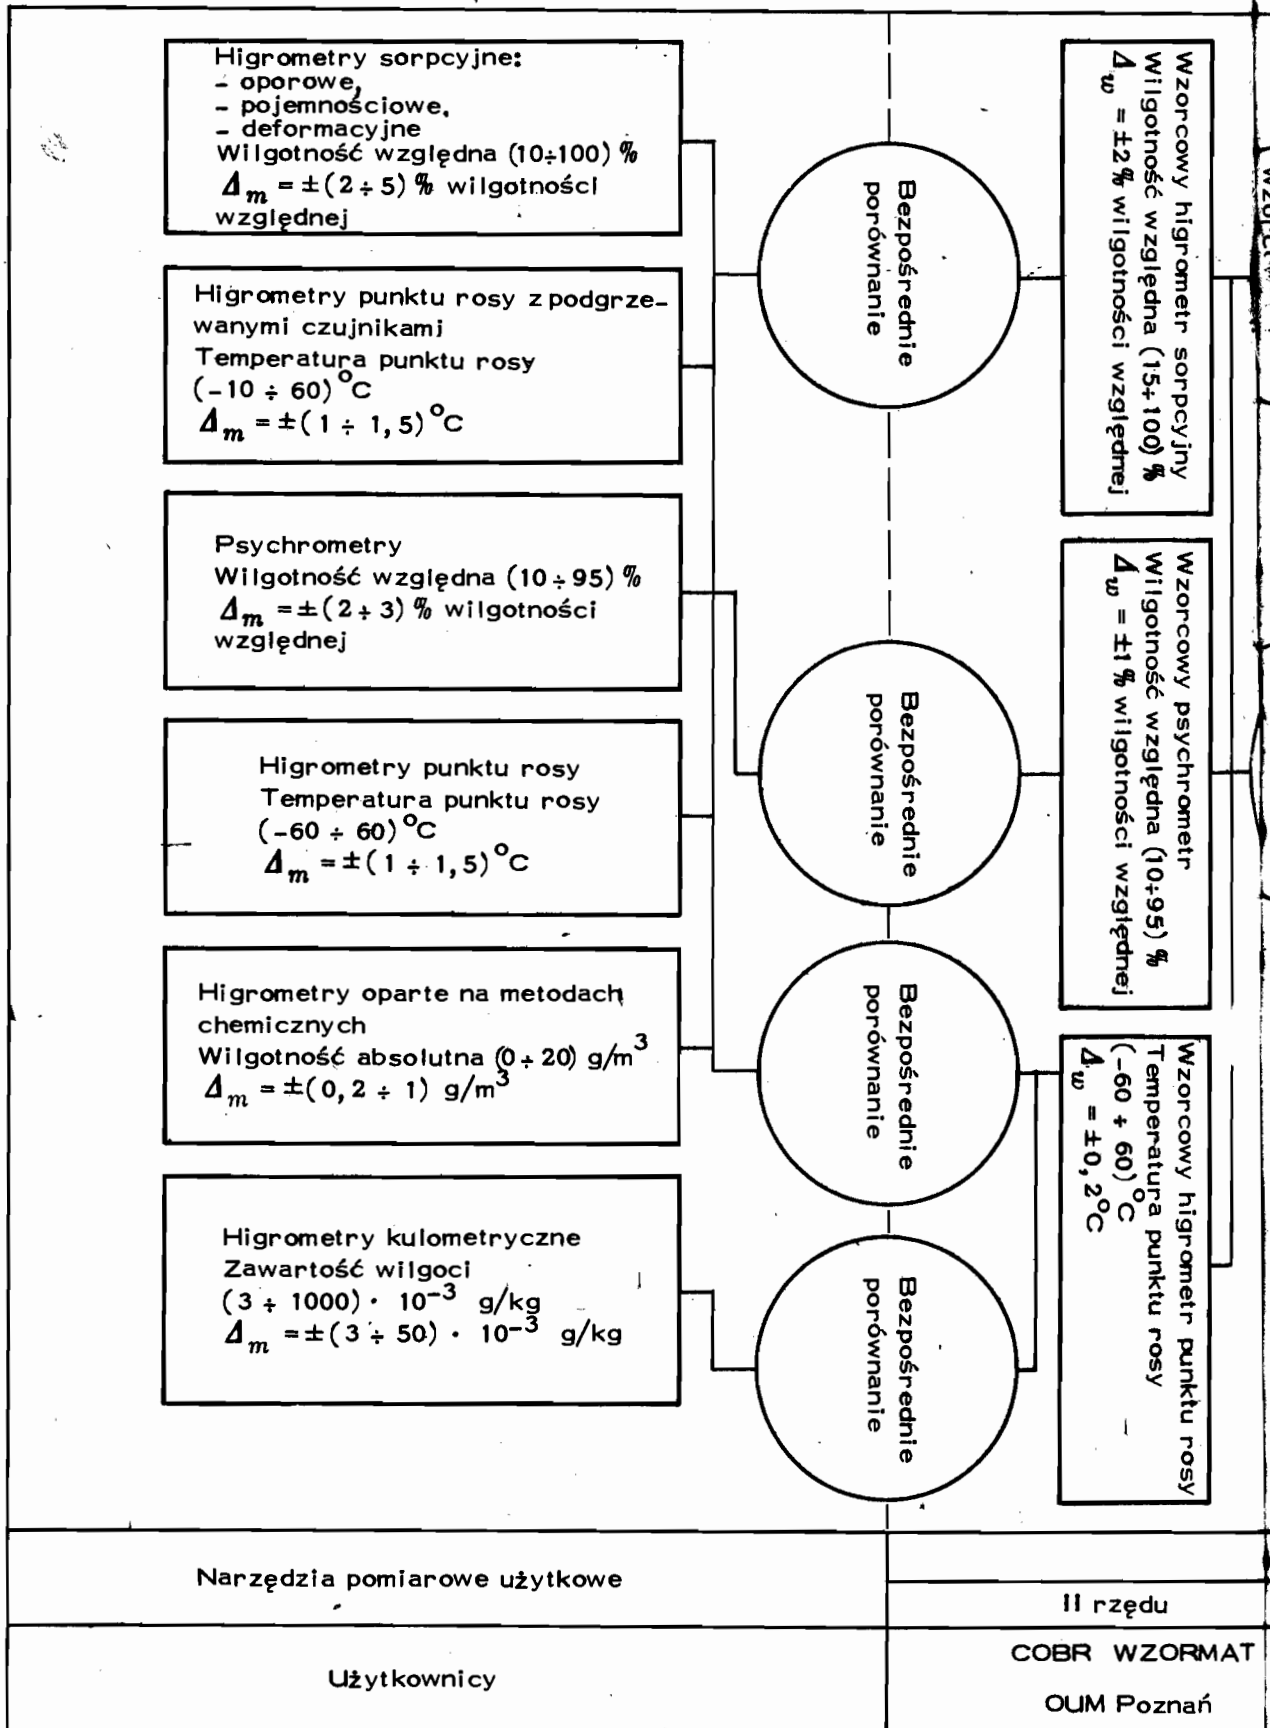 Higrometry sorpcyjne:
- oporowe,
- pojemnościowe,
- deformacyjne
Wilgotność względna (10÷100) %
Δm = ±(2 ÷ 5) % wilgotności
względnej
Higrometry punktu rosy z podgrze-
wanymi czujnikami
Temperatura punktu rosy
(-10 ÷ 60) °C
Δm = ±(1 ÷ 1,5) °C
Psychrometry
Wilgotność względna (10 ÷ 95) %
Δm = ±(2 ÷ 3) % wilgotności
względnej
Higrometry punktu rosy
Temperatura punktu rosy
(-60 ÷ 60) °C
Δm = ±(1 ÷ 1,5) °C
Higrometry oparte na metodach
chemicznych
Wilgotność absolutna (0 ÷ 20) g/m³
Δm = ±(0,2 ÷ 1) g/m³
Higrometry kulometryczne
Zawartość wilgoci
(3 ÷ 1000) · 10⁻³ g/kg
Δm = ±(3 ÷ 50) · 10⁻³ g/kg
Bezpośrednie
porównanie
Bezpośrednie
porównanie
Bezpośrednie
porównanie
Bezpośrednie
porównanie
Wzorcowy higrometr sorpcyjny
Wilgotność względna (15÷100) %
Δw = ±2% wilgotności względnej
Wzorcowy psychrometr
Wilgotność względna (10÷95) %
Δw = ±1% wilgotności względnej
Wzorcowy higrometr punktu rosy
Temperatura punktu rosy
(-60 ÷ 60) °C
Δw = ±0,2°C
Narzędzia pomiarowe użytkowe
II rzędu
Użytkownicy
COBR WZORMAT
OUM Poznań